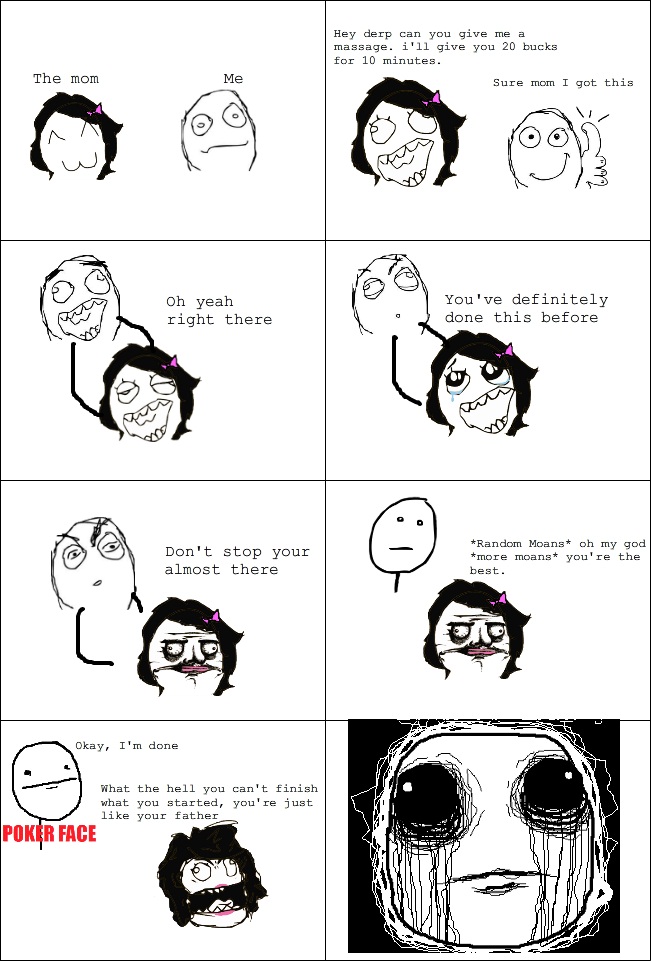 The mom
Me
Hey derp can you give me a
massage. i'll give you 20 bucks
for 10 minutes.
Sure mom I got this
Oh yeah
right there
You've definitely
done this before
Don't stop your
almost there
*Random Moans* oh my god
*more moans* you're the
best.
Okay, I'm done
What the hell you can't finish
what you started, you're just
like your father
POKER FACE